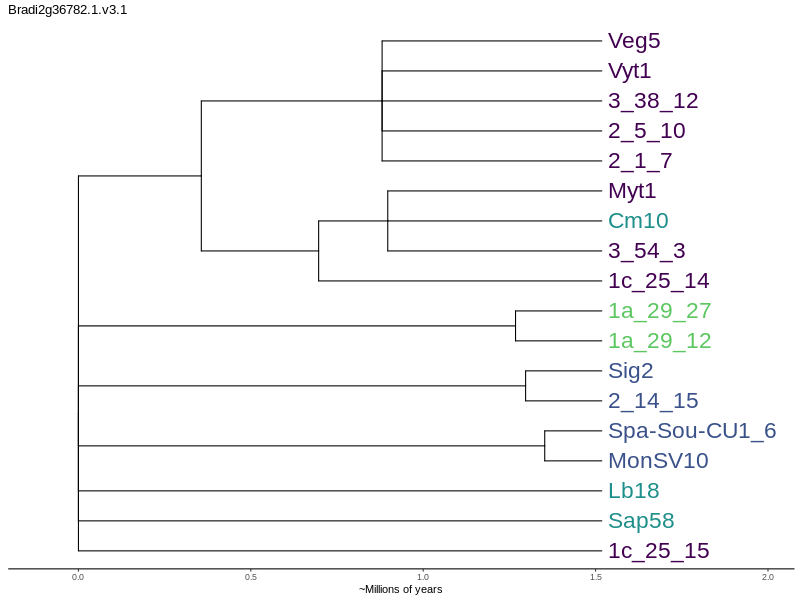 Bradi2g36782.1.v3.1
Veg5
Vyt1
3_38_12
2_5_10
2_1_7
Myt1
Cm10
3_54_3
1c_25_14
1a_29_27
1a_29_12
Sig2
2_14_15
Spa-Sou-CU1_6
MonSV10
Lb18
Sap58
1c_25_15
0.0 0.5 1.0 1.5 2.0
~Millions of years